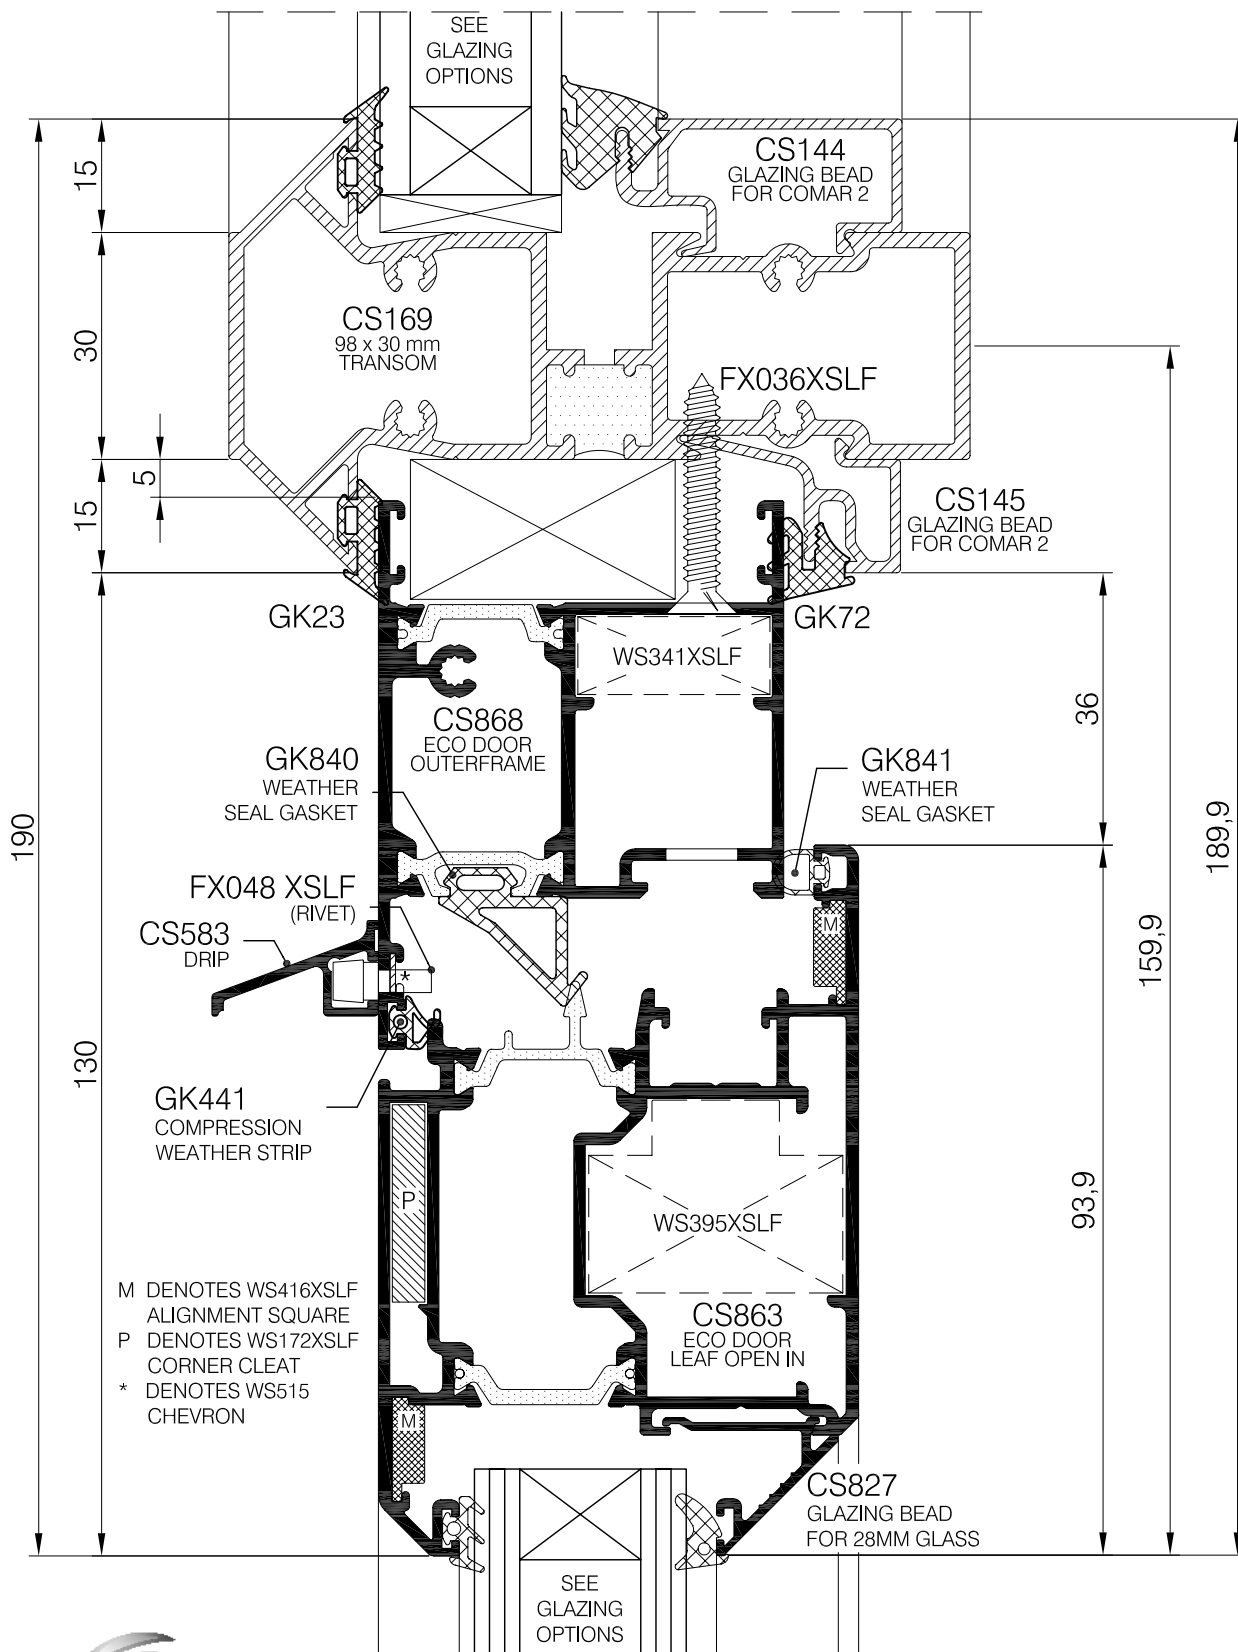 SEE
GLAZING
OPTIONS
CS144
GLAZING BEAD
FOR COMAR 2
15
CS169
98 x 30 mm
TRANSOM
30
FX036XSLF
5
15
CS145
GLAZING BEAD
FOR COMAR 2
GK23
GK72
WS341XSLF
36
CS868
ECO DOOR
OUTERFRAME
GK840
WEATHER
SEAL GASKET
GK841
WEATHER
SEAL GASKET
190
189,9
FX048 XSLF
(RIVET)
CS583
DRIP
M
*
159,9
130
GK441
COMPRESSION
WEATHER STRIP
P
WS395XSLF
93,9
M DENOTES WS416XSLF
ALIGNMENT SQUARE
P DENOTES WS172XSLF
CORNER CLEAT
* DENOTES WS515
CHEVRON
CS863
ECO DOOR
LEAF OPEN IN
M
CS827
GLAZING BEAD
FOR 28MM GLASS
SEE
GLAZING
OPTIONS